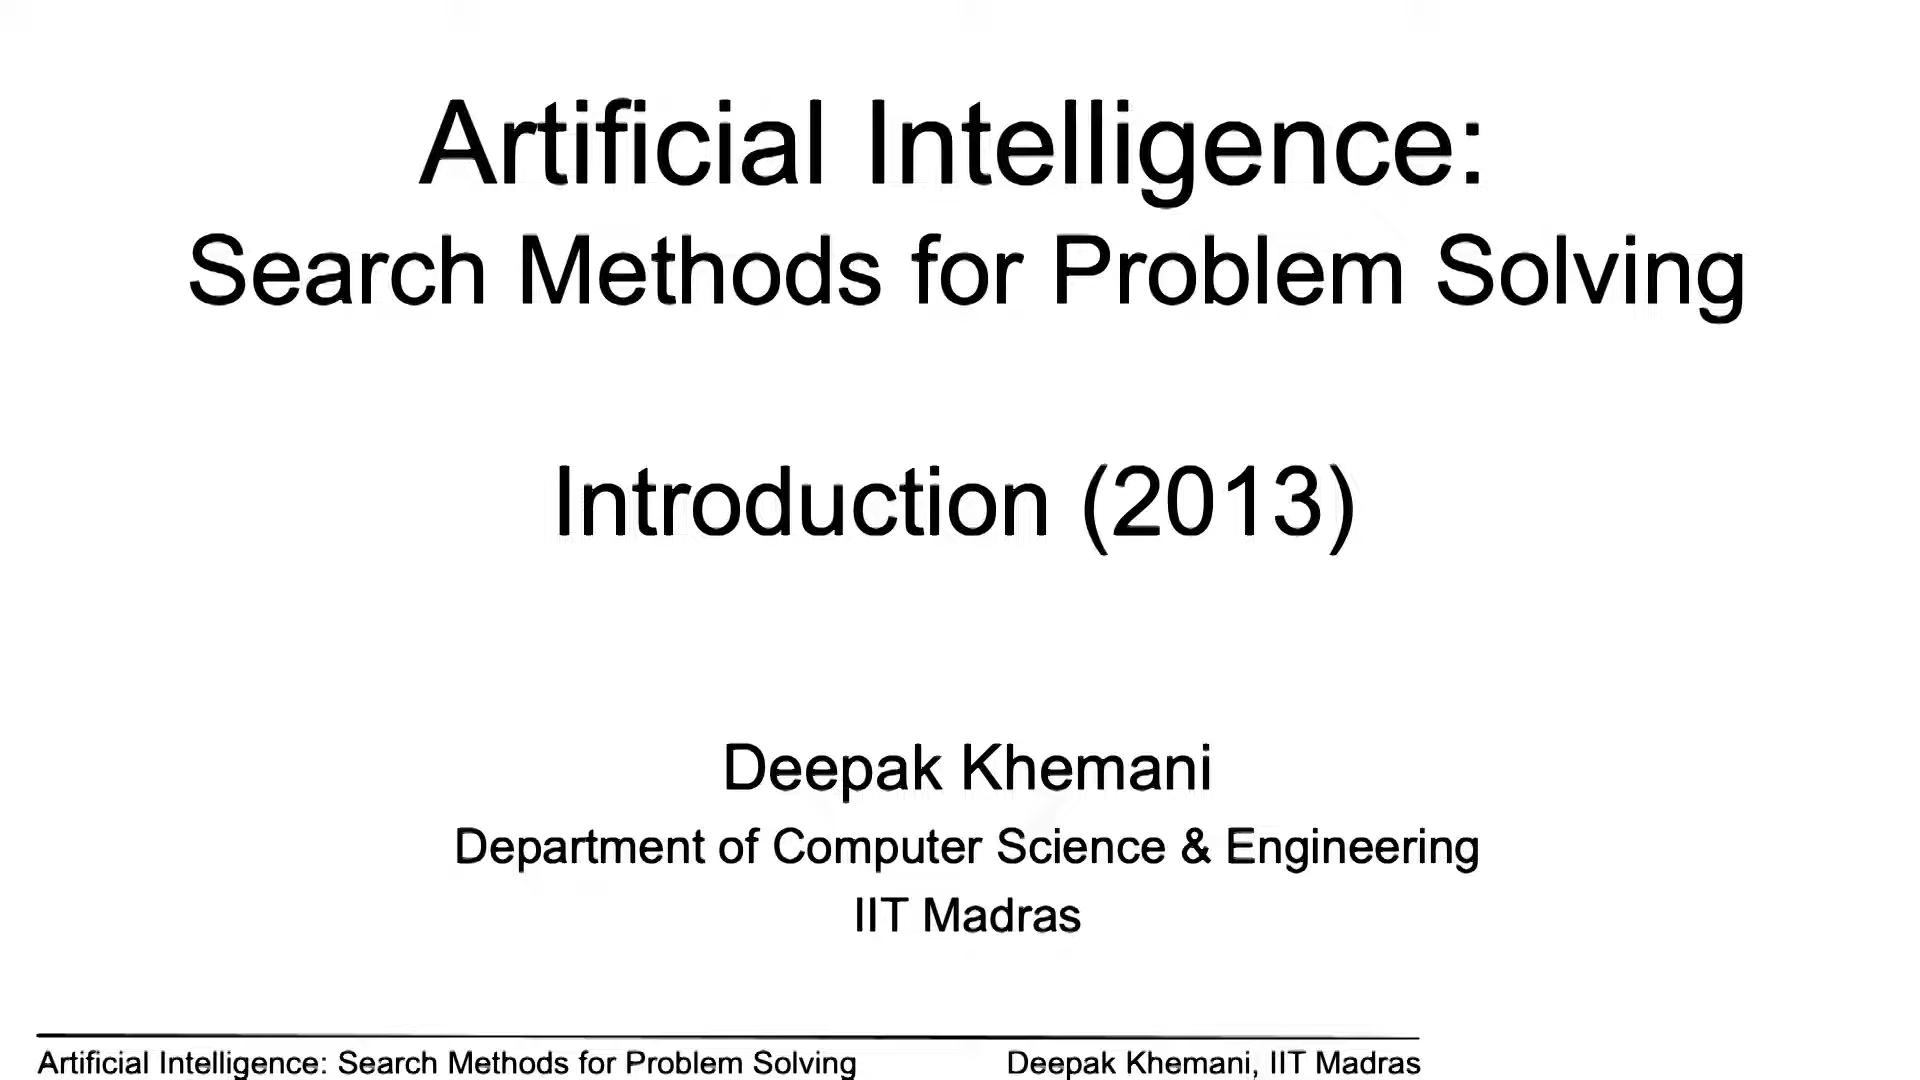 Artificial Intelligence:
Search Methods for Problem Solving
Introduction (2013)
Deepak Khemani
Department of Computer Science & Engineering
IIT Madras
Artificial Intelligence: Search Methods for Problem Solving
Deepak Khemani, IIT Madras